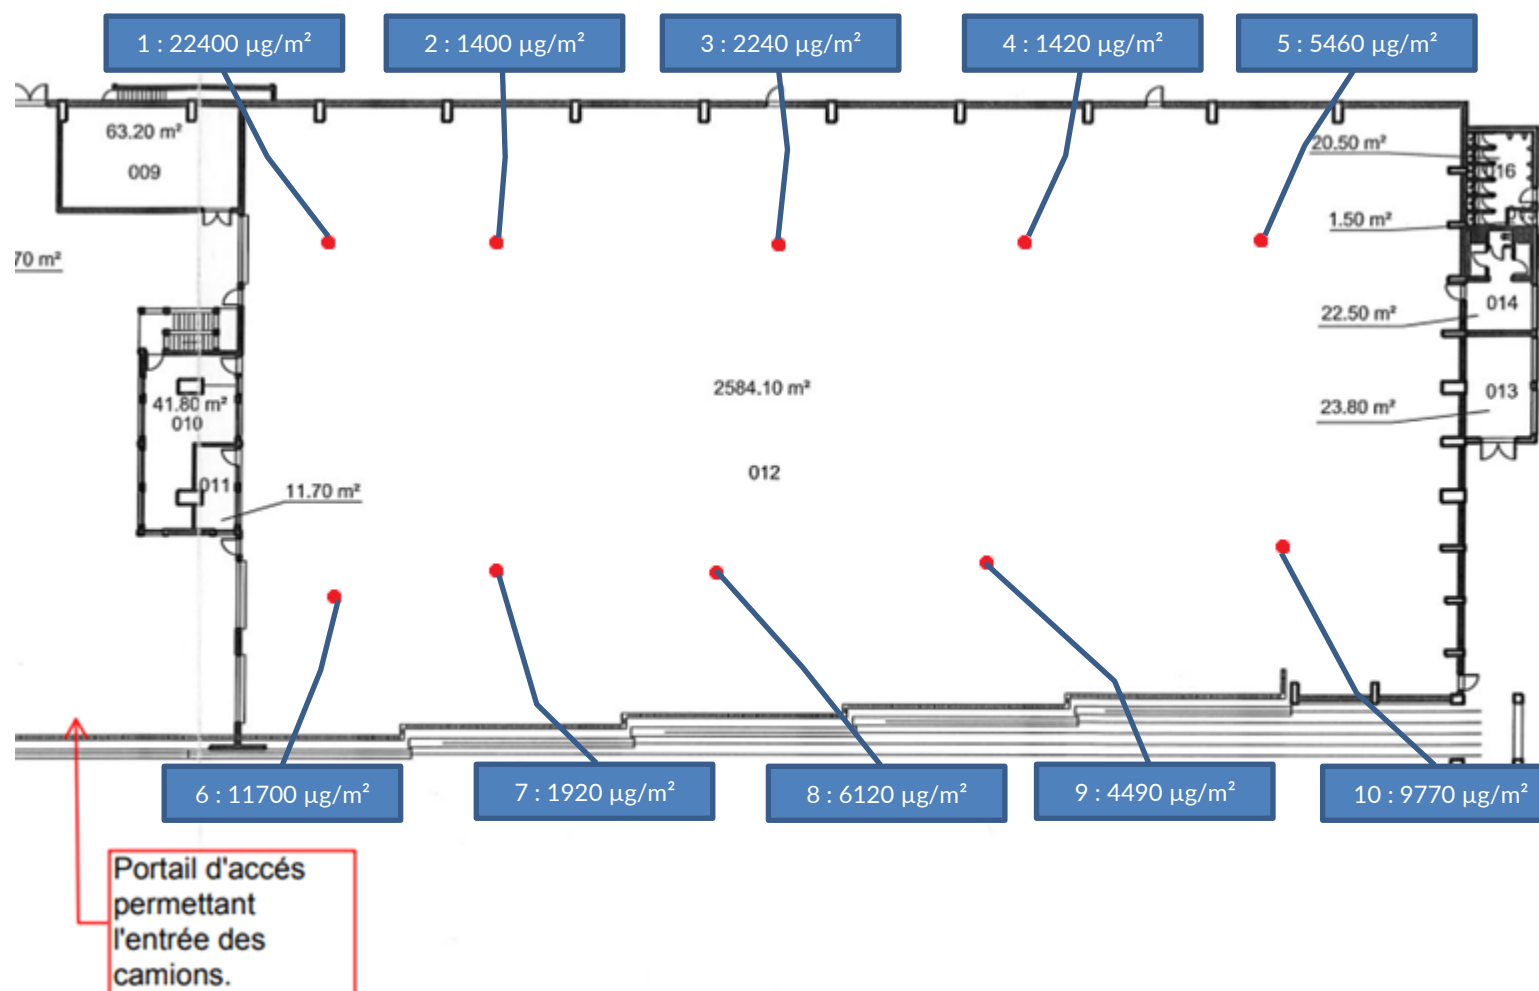 1 : 22400 µg/m²
2 : 1400 µg/m²
3 : 2240 µg/m²
4 : 1420 µg/m²
5 : 5460 µg/m²
63.20 m²
009
20.50 m²
16
1.50 m²
70 m²
22.50 m²
014
2584.10 m²
41.80 m²
010
23.80 m²
013
012
011
11.70 m²
6 : 11700 µg/m²
7 : 1920 µg/m²
8 : 6120 µg/m²
9 : 4490 µg/m²
10 : 9770 µg/m²
Portail d'accés
permettant
l'entrée des
camions.